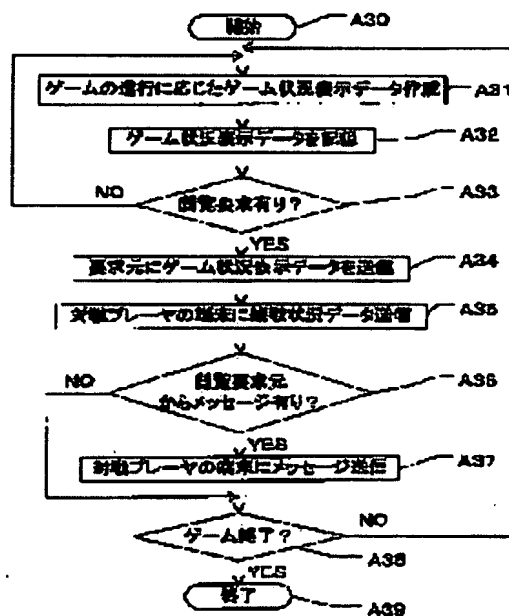 開始
A30
ゲームの進行に応じたゲーム状況表示データ作成
A31
ゲーム状況表示データを記憶
A32
閲覧要求有り?
A33
NO
YES
要求元にゲーム状況表示データを送信
A34
対戦プレーヤの端末に観戦状況データ送信
A35
NO
閲覧要求元
からメッセージ有り?
A36
YES
対戦プレーヤの端末にメッセージ送信
A37
ゲーム終了?
NO
A38
YES
終了
A39